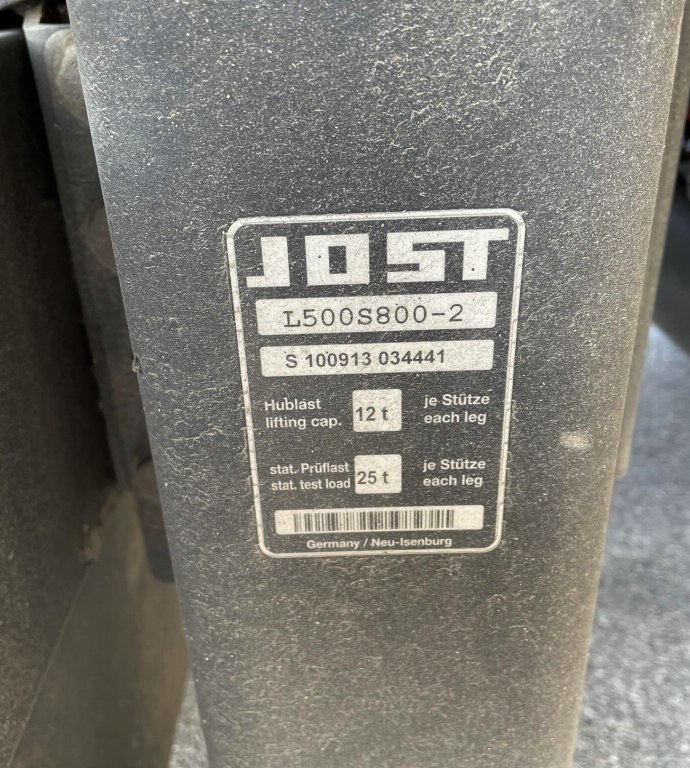 JOST
L500S800-2
S 100913 034441
Hublast 12 t je Stütze
lifting cap. each leg
stat. Prüflast 25 t je Stütze
stat. test load each leg
Germany / Neu-Isenburg